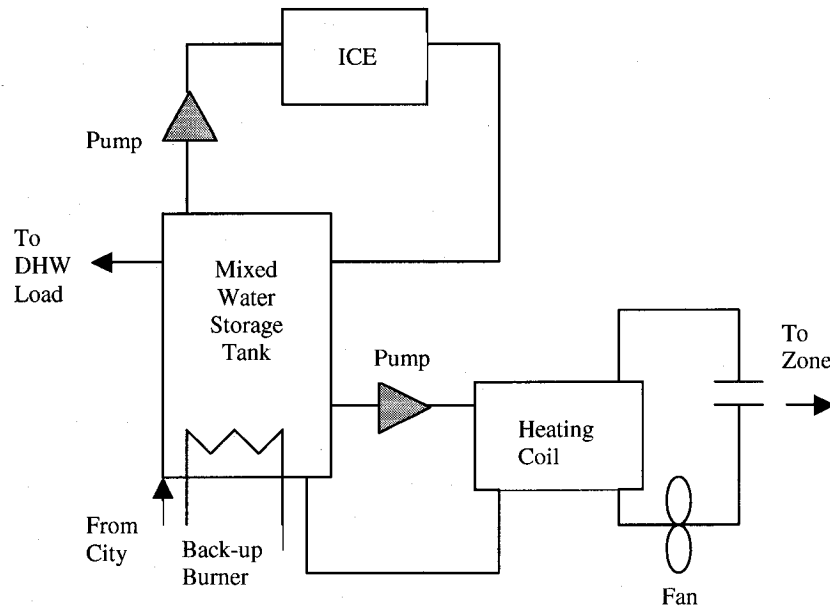 ICE
Pump
To
DHW
Load
Mixed
Water
Storage
Tank
Pump
To
Zone
Heating
Coil
From
City
Back-up
Burner
Fan